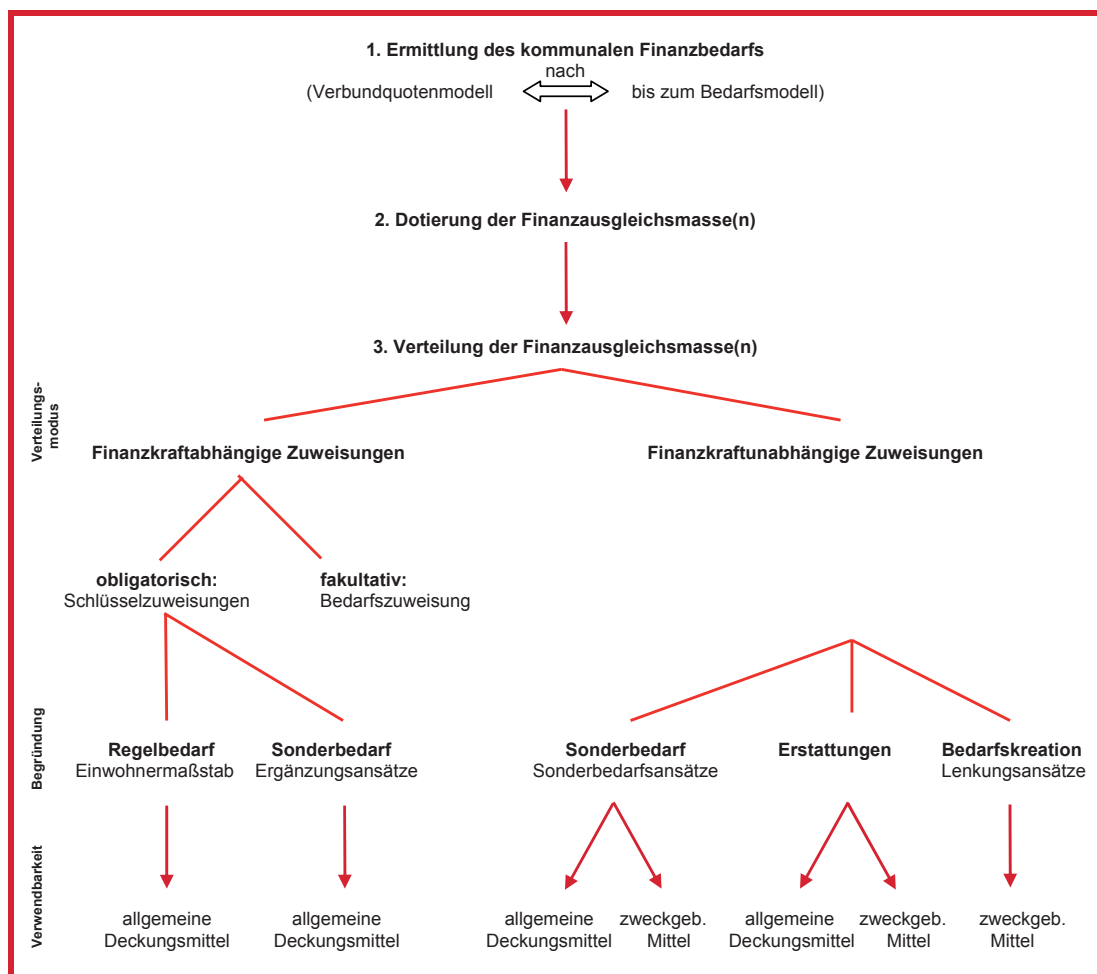 1. Ermittlung des kommunalen Finanzbedarfs
nach
(Verbundquotenmodell bis zum Bedarfsmodell)
2. Dotierung der Finanzausgleichsmasse(n)
3. Verteilung der Finanzausgleichsmasse(n)
Verteilungs-
modus
Finanzkraftabhängige Zuweisungen
Finanzkraftunabhängige Zuweisungen
obligatorisch:
Schlüsselzuweisungen
fakultativ:
Bedarfszuweisung
Begründung
Regelbedarf
Einwohnermaßstab
Sonderbedarf
Ergänzungsansätze
Sonderbedarf
Sonderbedarfsansätze
Erstattungen
Bedarfskreation
Lenkungsansätze
Verwendbarkeit
allgemeine
Deckungsmittel
allgemeine
Deckungsmittel
allgemeine
Deckungsmittel
zweckgeb.
Mittel
allgemeine
Deckungsmittel
zweckgeb.
Mittel
zweckgeb.
Mittel